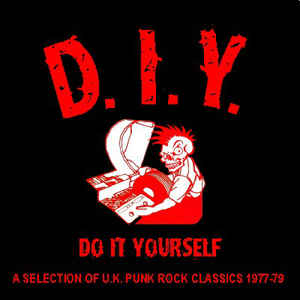 D. I. Y.
DO IT YOURSELF
A SELECTION OF U.K. PUNK ROCK CLASSICS 1977-79